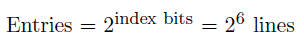 Entries = 2^index bits = 2^6 lines